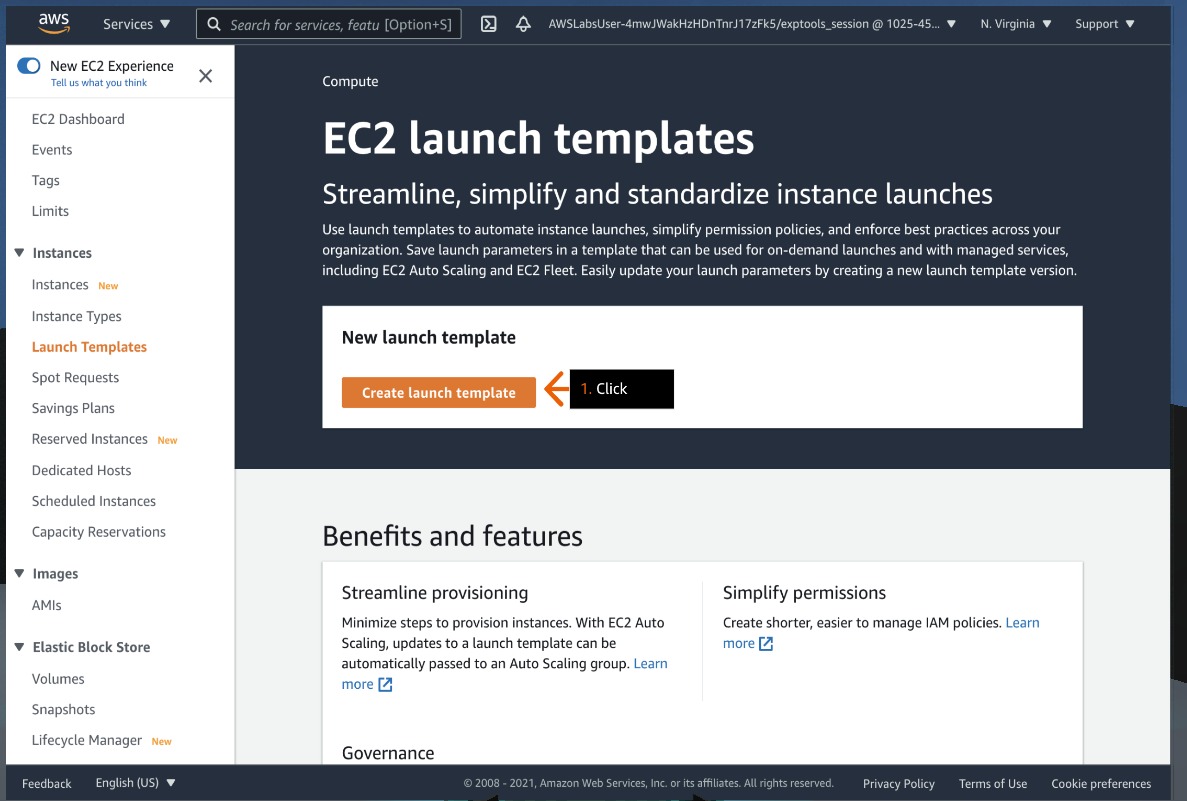 aws
Services
Search for services, featu [Option+S]
AWSLabsUser-4mwJWakHzHDnTnrJ17zFk5/exptools_session @ 1025-45...
N. Virginia
Support
New EC2 Experience
Tell us what you think
EC2 Dashboard
Events
Tags
Limits
Instances
Instances New
Instance Types
Launch Templates
Spot Requests
Savings Plans
Reserved Instances New
Dedicated Hosts
Scheduled Instances
Capacity Reservations
Images
AMIs
Elastic Block Store
Volumes
Snapshots
Lifecycle Manager New
Compute
EC2 launch templates
Streamline, simplify and standardize instance launches
Use launch templates to automate instance launches, simplify permission policies, and enforce best practices across your
organization. Save launch parameters in a template that can be used for on-demand launches and with managed services,
including EC2 Auto Scaling and EC2 Fleet. Easily update your launch parameters by creating a new launch template version.
New launch template
Create launch template
1. Click
Benefits and features
Streamline provisioning
Minimize steps to provision instances. With EC2 Auto
Scaling, updates to a launch template can be
automatically passed to an Auto Scaling group. Learn
more
Simplify permissions
Create shorter, easier to manage IAM policies. Learn
more
Governance
Feedback
English (US)
© 2008 - 2021, Amazon Web Services, Inc. or its affiliates. All rights reserved.
Privacy Policy
Terms of Use
Cookie preferences